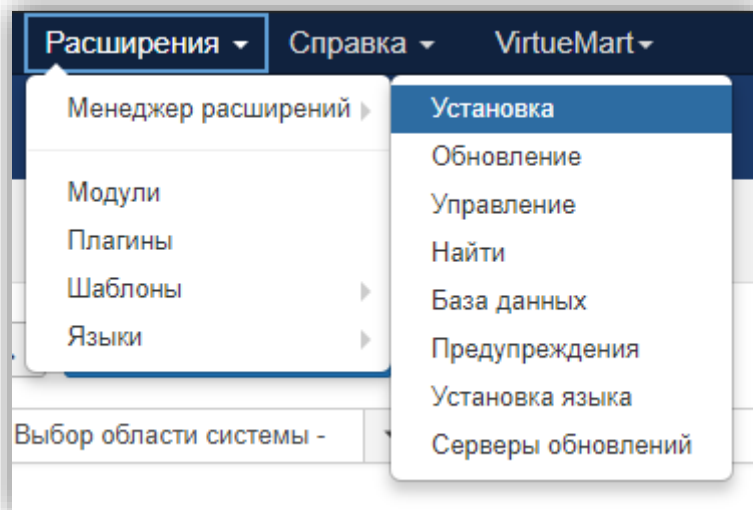 Расширения Справка VirtueMart
Менеджер расширений
Модули
Плагины
Шаблоны
Языки
Установка
Обновление
Управление
Найти
База данных
Предупреждения
Установка языка
Серверы обновлений
Выбор области системы -